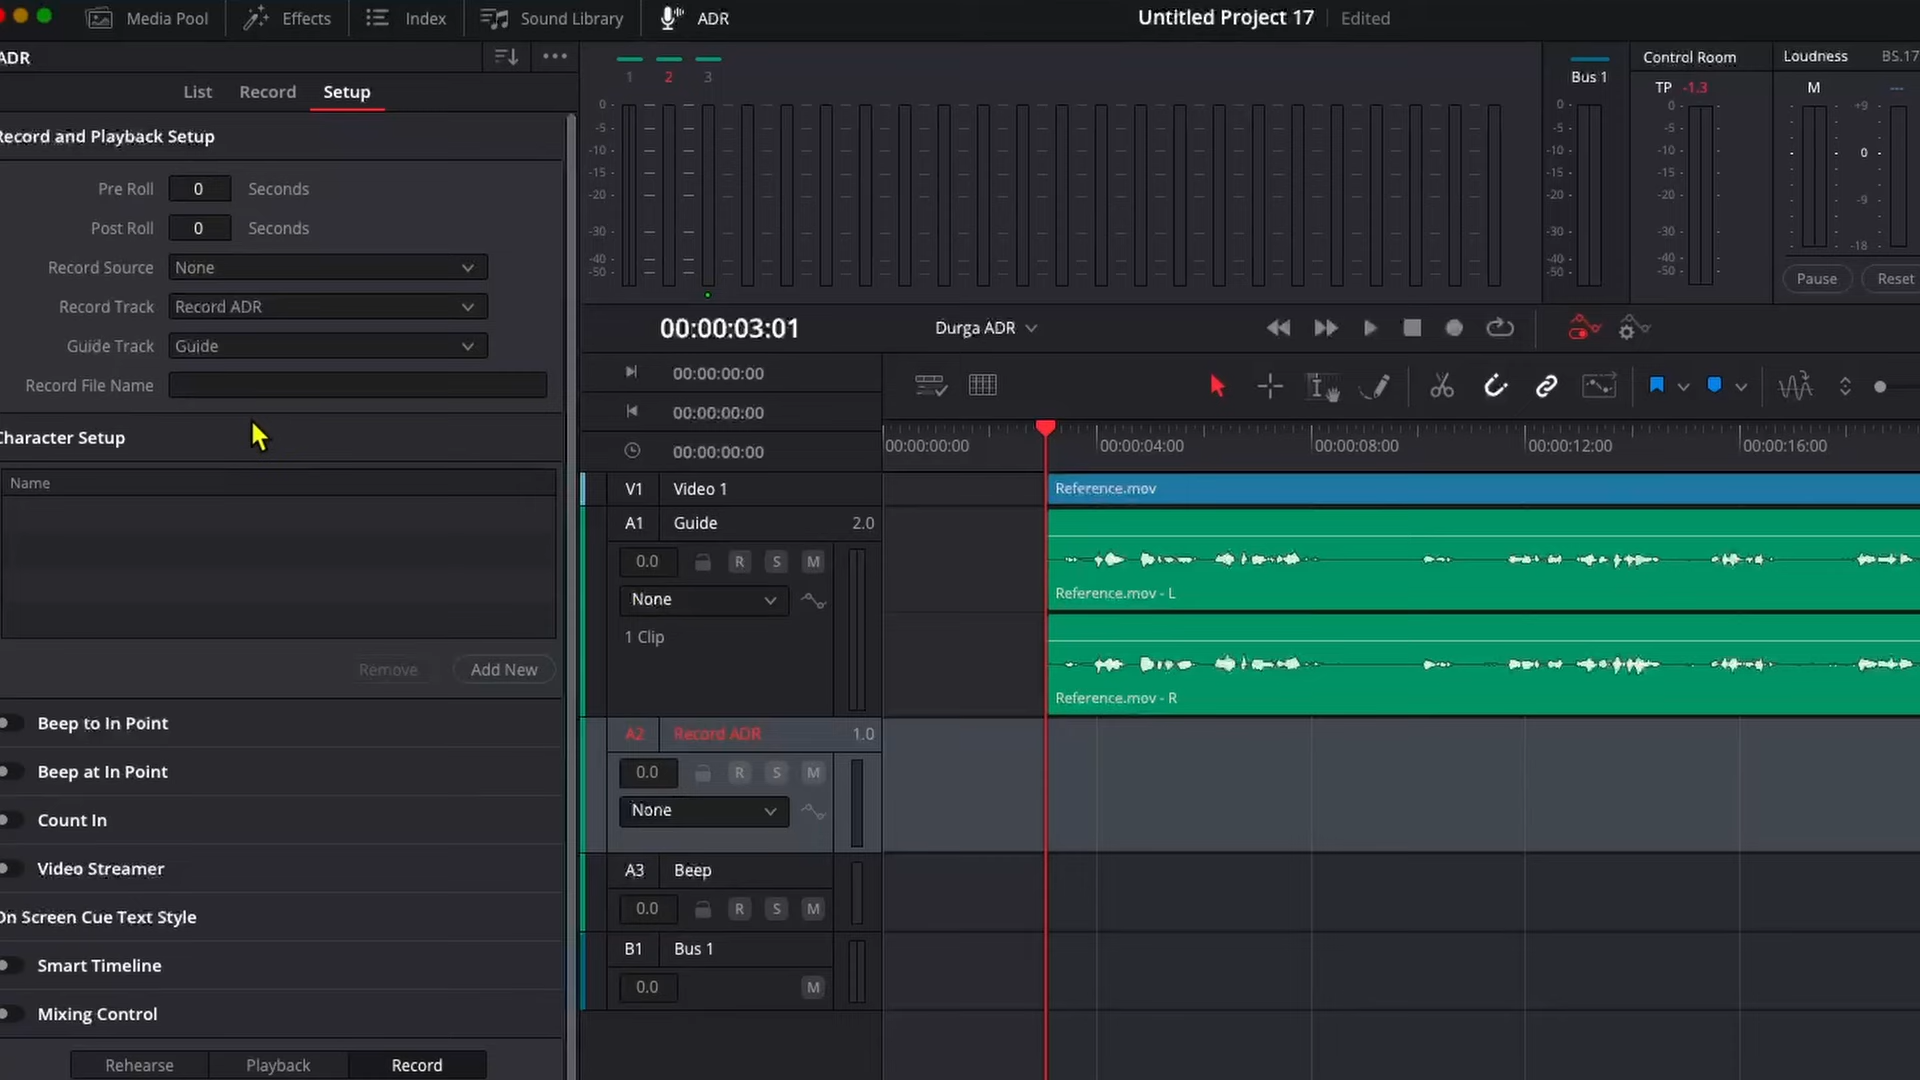 Media Pool
Effects
Index
Sound Library
ADR
Untitled Project 17
Edited
ADR
List
Record
Setup
Record and Playback Setup
Pre Roll 0 Seconds
Post Roll 0 Seconds
Record Source None
Record Track Record ADR
Guide Track Guide
Record File Name
Character Setup
Name
Remove
Add New
Beep to In Point
Beep at In Point
Count In
Video Streamer
On Screen Cue Text Style
Smart Timeline
Mixing Control
Rehearse
Playback
Record
1
2
3
0
-5
-10
-15
-20
-30
-40
-50
Bus 1
0
-5
-10
-15
-20
-30
-40
-50
Control Room
TP -1.3
0
-5
-10
-15
-20
-30
-40
-50
Loudness
BS.17
M
---
+9
0
-9
-18
Pause
Reset
00:00:03:01
Durga ADR
00:00:00:00
00:00:00:00
00:00:00:00
00:00:00:00
00:00:04:00
00:00:08:00
00:00:12:00
00:00:16:00
V1 Video 1
Reference.mov
A1 Guide 2.0
0.0 R S M
None
1 Clip
Reference.mov - L
Reference.mov - R
A2 Record ADR 1.0
0.0 R S M
None
A3 Beep
0.0 R S M
B1 Bus 1
0.0 M